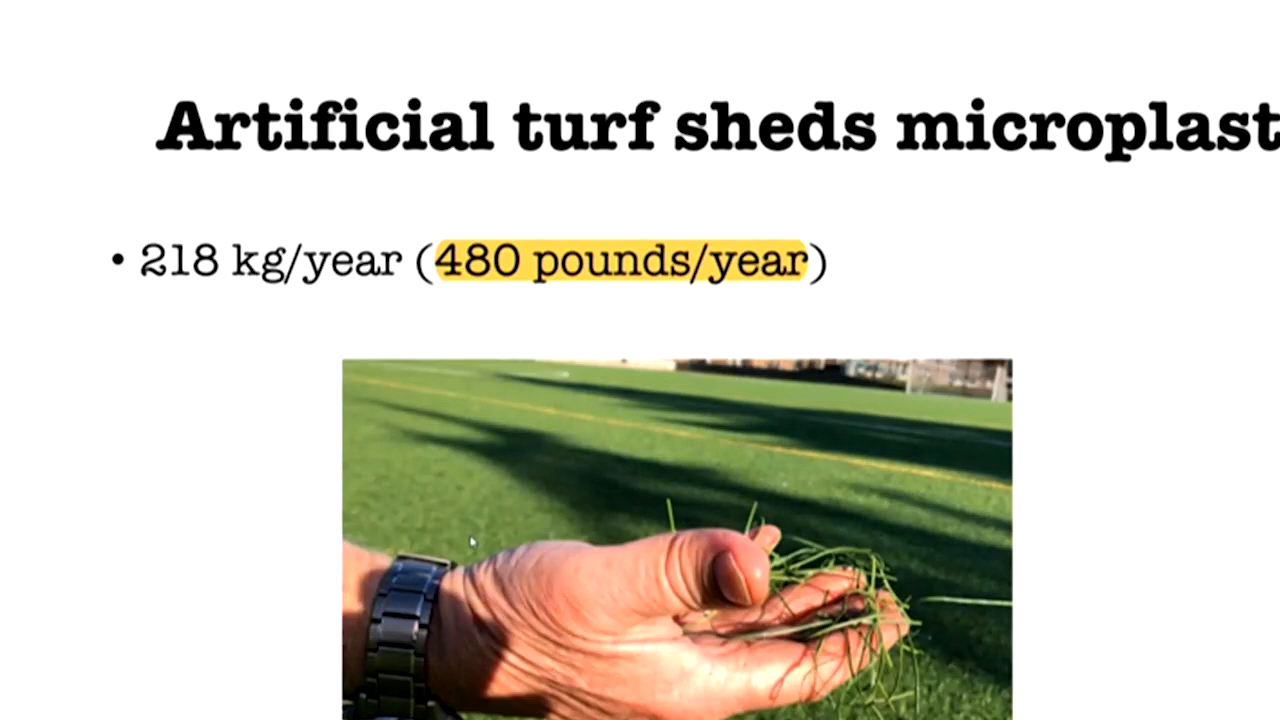 Artificial turf sheds microplast
• 218 kg/year (480 pounds/year)